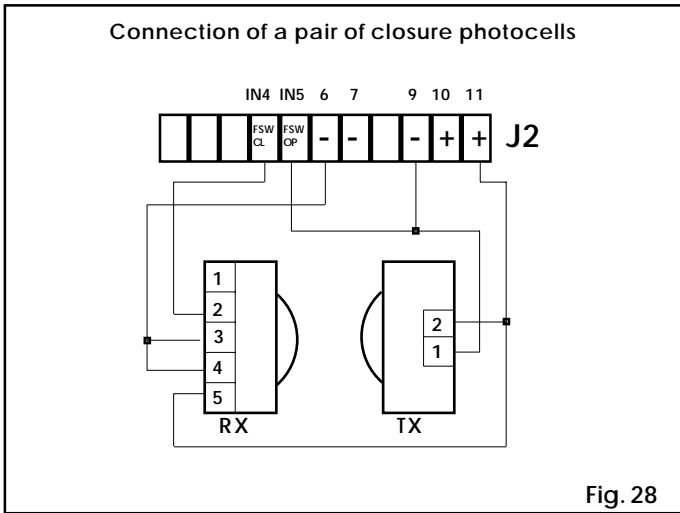 Connection of a pair of closure photocells
IN4 IN5 6 7 9 10 11
FSW CL FSW OP - - - + + J2
1
2
3
4
5
RX
2
1
TX
Fig. 28